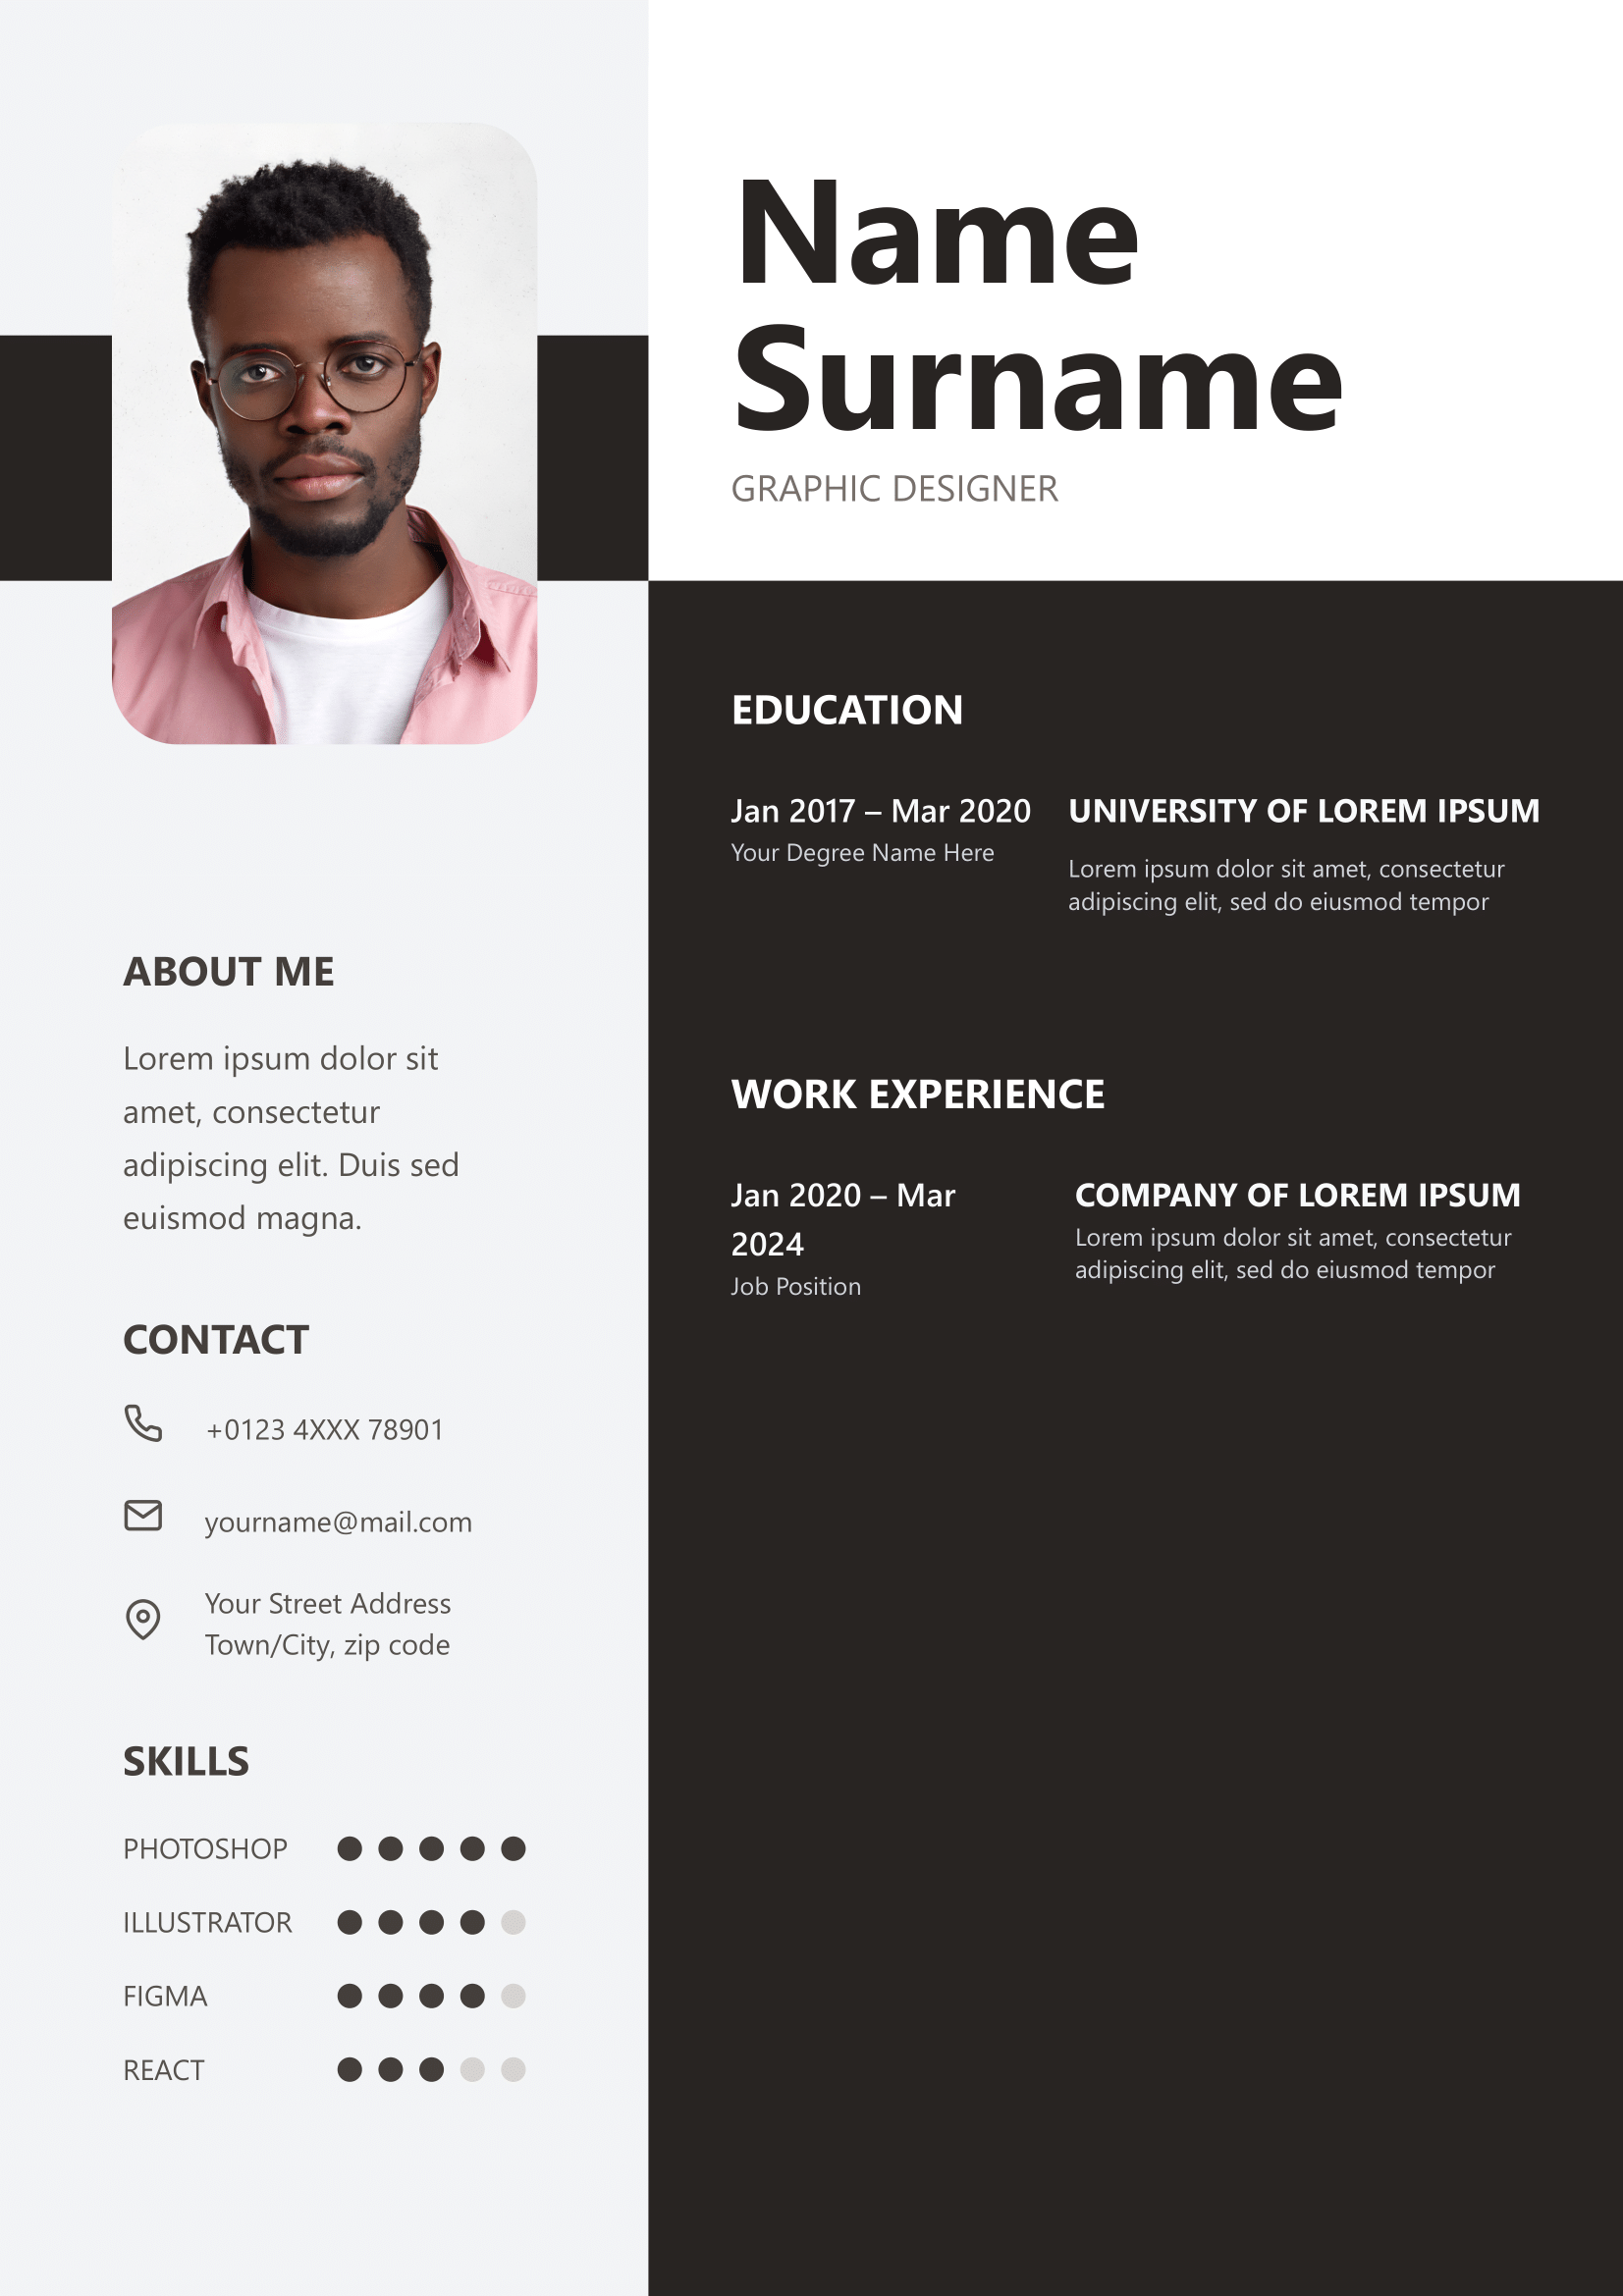 Name
Surname
GRAPHIC DESIGNER
ABOUT ME
Lorem ipsum dolor sit
amet, consectetur
adipiscing elit. Duis sed
euismod magna.
CONTACT
+0123 4XXX 78901
yourname@mail.com
Your Street Address
Town/City, zip code
SKILLS
PHOTOSHOP
ILLUSTRATOR
FIGMA
REACT
EDUCATION
Jan 2017 – Mar 2020
Your Degree Name Here
UNIVERSITY OF LOREM IPSUM
Lorem ipsum dolor sit amet, consectetur
adipiscing elit, sed do eiusmod tempor
WORK EXPERIENCE
Jan 2020 – Mar
2024
Job Position
COMPANY OF LOREM IPSUM
Lorem ipsum dolor sit amet, consectetur
adipiscing elit, sed do eiusmod tempor